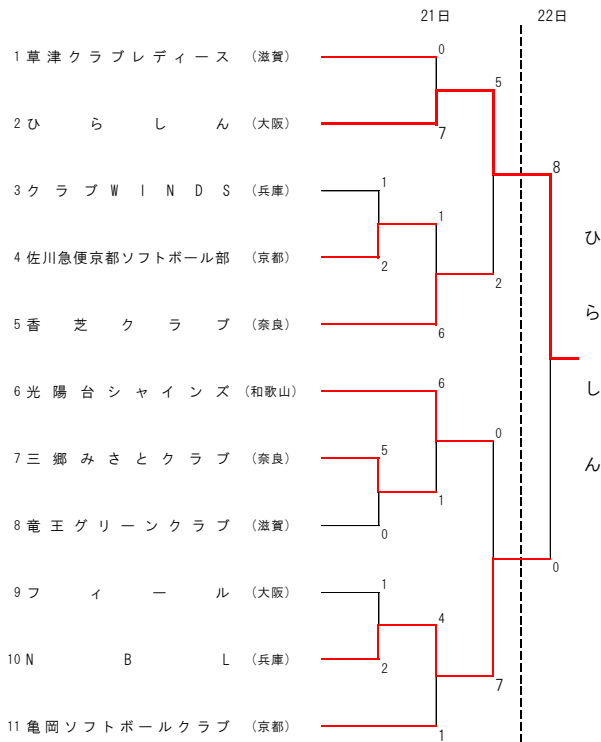 21日 22日
1 草津クラブレディース (滋賀)
0
5
2 ひらしん (大阪)
7
8
3 クラブWINDS (兵庫)
1
1
4 佐川急便京都ソフトボール部 (京都)
2
2
5 香芝クラブ (奈良)
6
ひらしん
6 光陽台シャインズ (和歌山)
6
0
7 三郷みさとクラブ (奈良)
5
1
8 竜王グリーンクラブ (滋賀)
0
0
9 フィール (大阪)
1
4
10 NBL (兵庫)
2
7
11 亀岡ソフトボールクラブ (京都)
1